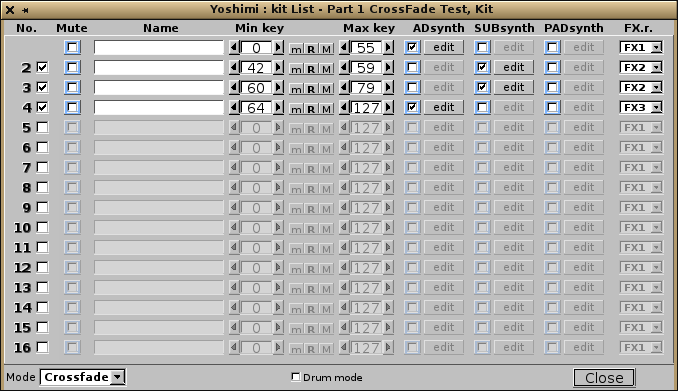 Yoshimi : kit List - Part 1 CrossFade Test, Kit
No. Mute Name Min key Max key ADsynth SUBsynth PADsynth FX.r.
0 m R M 55 edit edit edit FX1
2 42 m R M 59 edit edit edit FX2
3 60 m R M 79 edit edit edit FX2
4 64 m R M 127 edit edit edit FX3
5 0 m R M 127 edit edit edit FX1
6 0 m R M 127 edit edit edit FX1
7 0 m R M 127 edit edit edit FX1
8 0 m R M 127 edit edit edit FX1
9 0 m R M 127 edit edit edit FX1
10 0 m R M 127 edit edit edit FX1
11 0 m R M 127 edit edit edit FX1
12 0 m R M 127 edit edit edit FX1
13 0 m R M 127 edit edit edit FX1
14 0 m R M 127 edit edit edit FX1
15 0 m R M 127 edit edit edit FX1
16 0 m R M 127 edit edit edit FX1
Mode Crossfade Drum mode Close